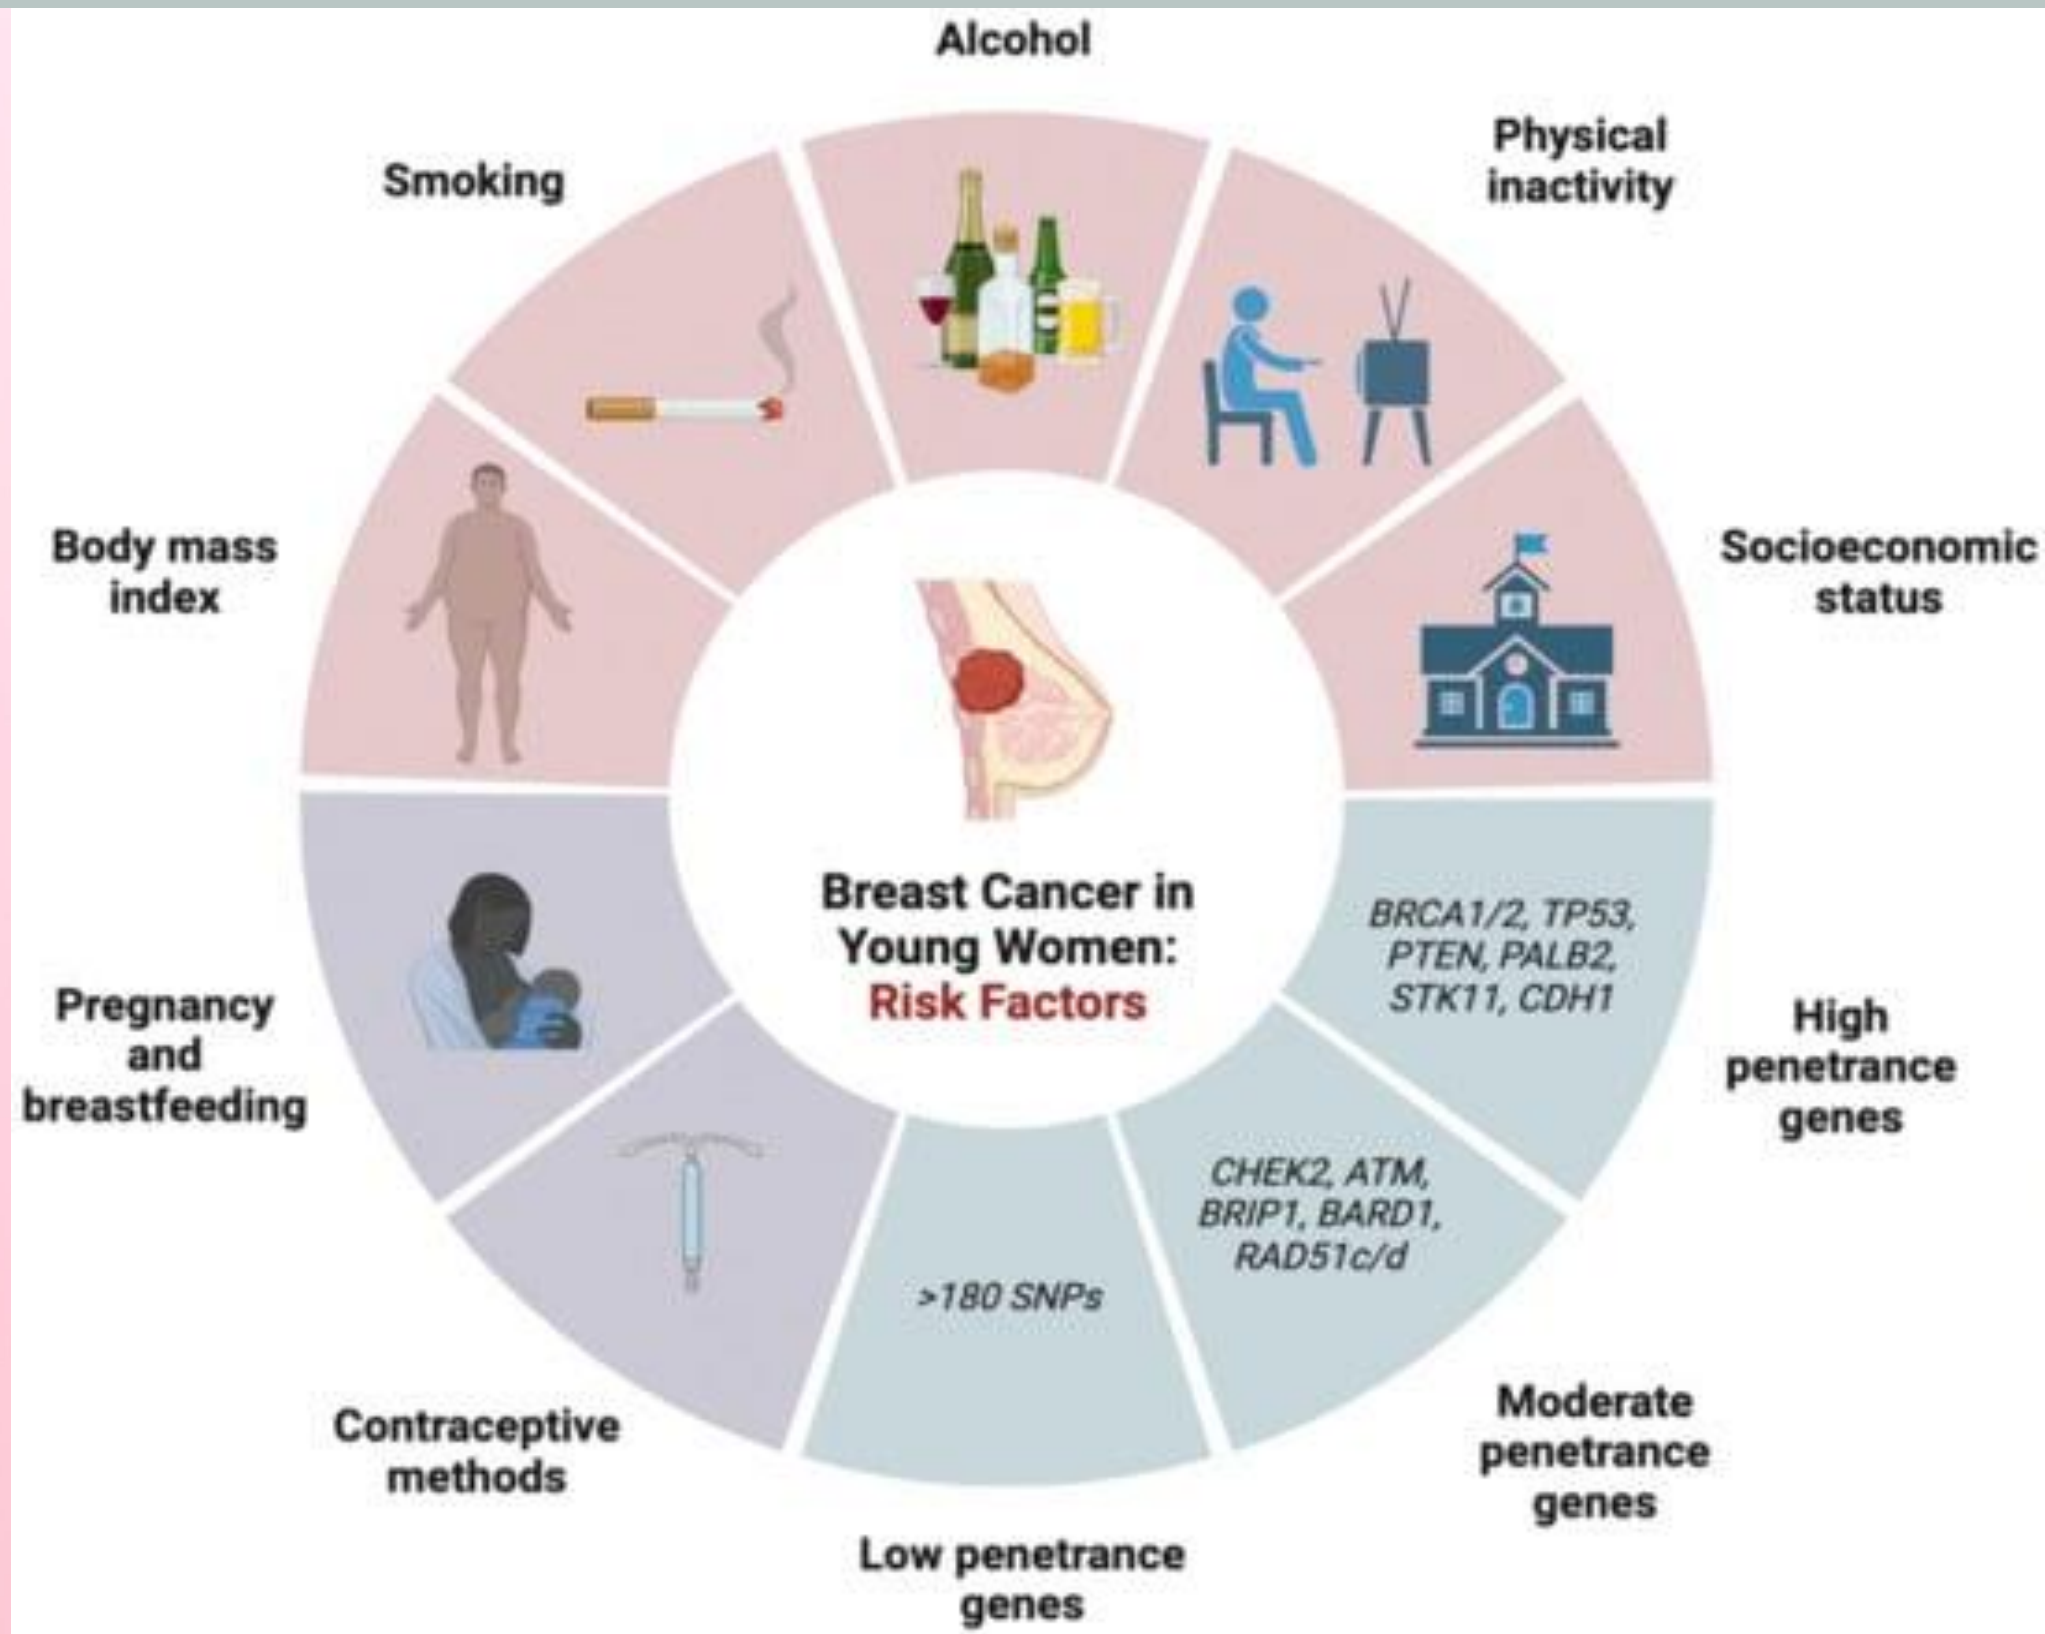 Alcohol
Physical
inactivity
Smoking
Body mass
index
Socioeconomic
status
Breast Cancer in
Young Women:
Risk Factors
BRCA1/2, TP53,
PTEN, PALB2,
STK11, CDH1
High
penetrance
genes
Pregnancy
and
breastfeeding
CHEK2, ATM,
BRIP1, BARD1,
RAD51c/d
>180 SNPs
Moderate
penetrance
genes
Contraceptive
methods
Low penetrance
genes